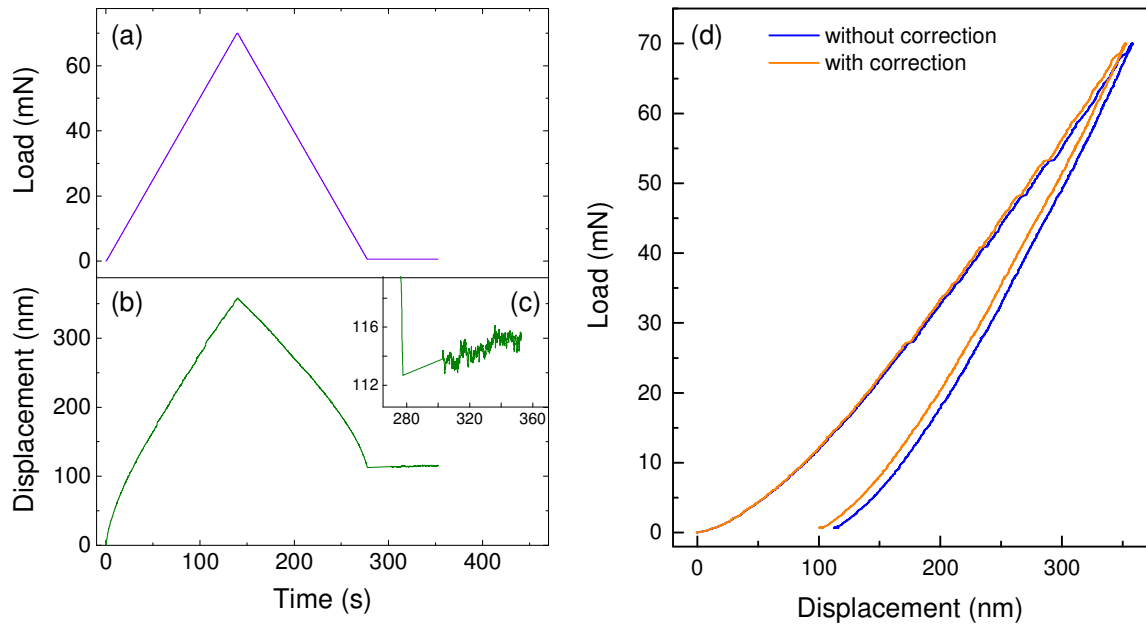 (a)
Load (mN)
60
40
20
0
(b)
Displacement (nm)
300
200
100
0
0 100 200 300 400
Time (s)
(c)
116
112
280 320 360
(d)
without correction
with correction
Load (mN)
70
60
50
40
30
20
10
0
0 100 200 300
Displacement (nm)